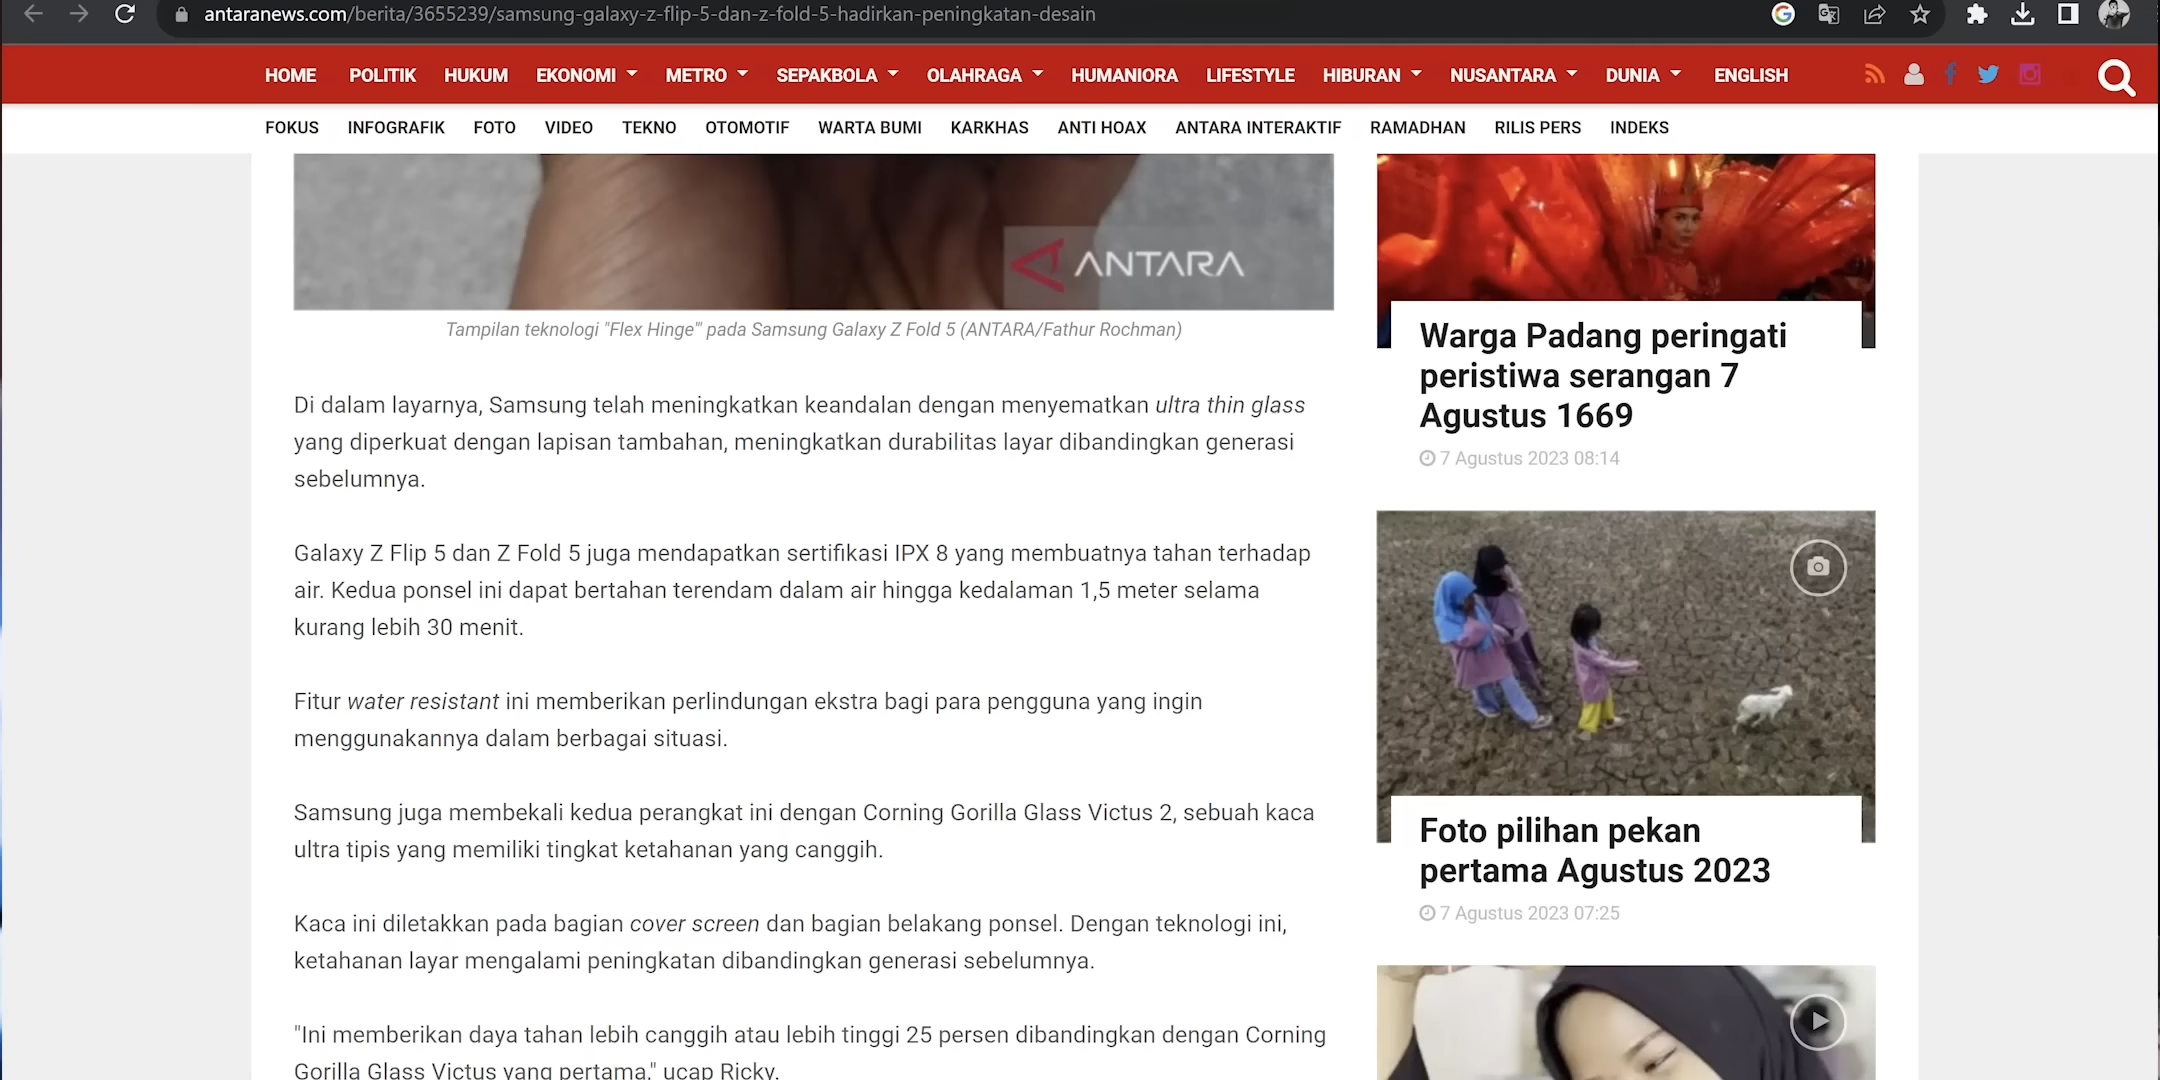 antaranews.com/berita/3655239/samsung-galaxy-z-flip-5-dan-z-fold-5-hadirkan-peningkatan-desain
HOME POLITIK HUKUM EKONOMI METRO SEPAKBOLA OLAHRAGA HUMANIORA LIFESTYLE HIBURAN NUSANTARA DUNIA ENGLISH
FOKUS INFOGRAFIK FOTO VIDEO TEKNO OTOMOTIF WARTA BUMI KARKHAS ANTI HOAX ANTARA INTERAKTIF RAMADHAN RILIS PERS INDEKS
ANTARA
Tampilan teknologi "Flex Hinge'" pada Samsung Galaxy Z Fold 5 (ANTARA/Fathur Rochman)
Di dalam layarnya, Samsung telah meningkatkan keandalan dengan menyematkan ultra thin glass
yang diperkuat dengan lapisan tambahan, meningkatkan durabilitas layar dibandingkan generasi
sebelumnya.
Galaxy Z Flip 5 dan Z Fold 5 juga mendapatkan sertifikasi IPX 8 yang membuatnya tahan terhadap
air. Kedua ponsel ini dapat bertahan terendam dalam air hingga kedalaman 1,5 meter selama
kurang lebih 30 menit.
Fitur water resistant ini memberikan perlindungan ekstra bagi para pengguna yang ingin
menggunakannya dalam berbagai situasi.
Samsung juga membekali kedua perangkat ini dengan Corning Gorilla Glass Victus 2, sebuah kaca
ultra tipis yang memiliki tingkat ketahanan yang canggih.
Kaca ini diletakkan pada bagian cover screen dan bagian belakang ponsel. Dengan teknologi ini,
ketahanan layar mengalami peningkatan dibandingkan generasi sebelumnya.
"Ini memberikan daya tahan lebih canggih atau lebih tinggi 25 persen dibandingkan dengan Corning
Gorilla Glass Victus yang pertama," ucap Ricky.
Warga Padang peringati
peristiwa serangan 7
Agustus 1669
7 Agustus 2023 08:14
Foto pilihan pekan
pertama Agustus 2023
7 Agustus 2023 07:25